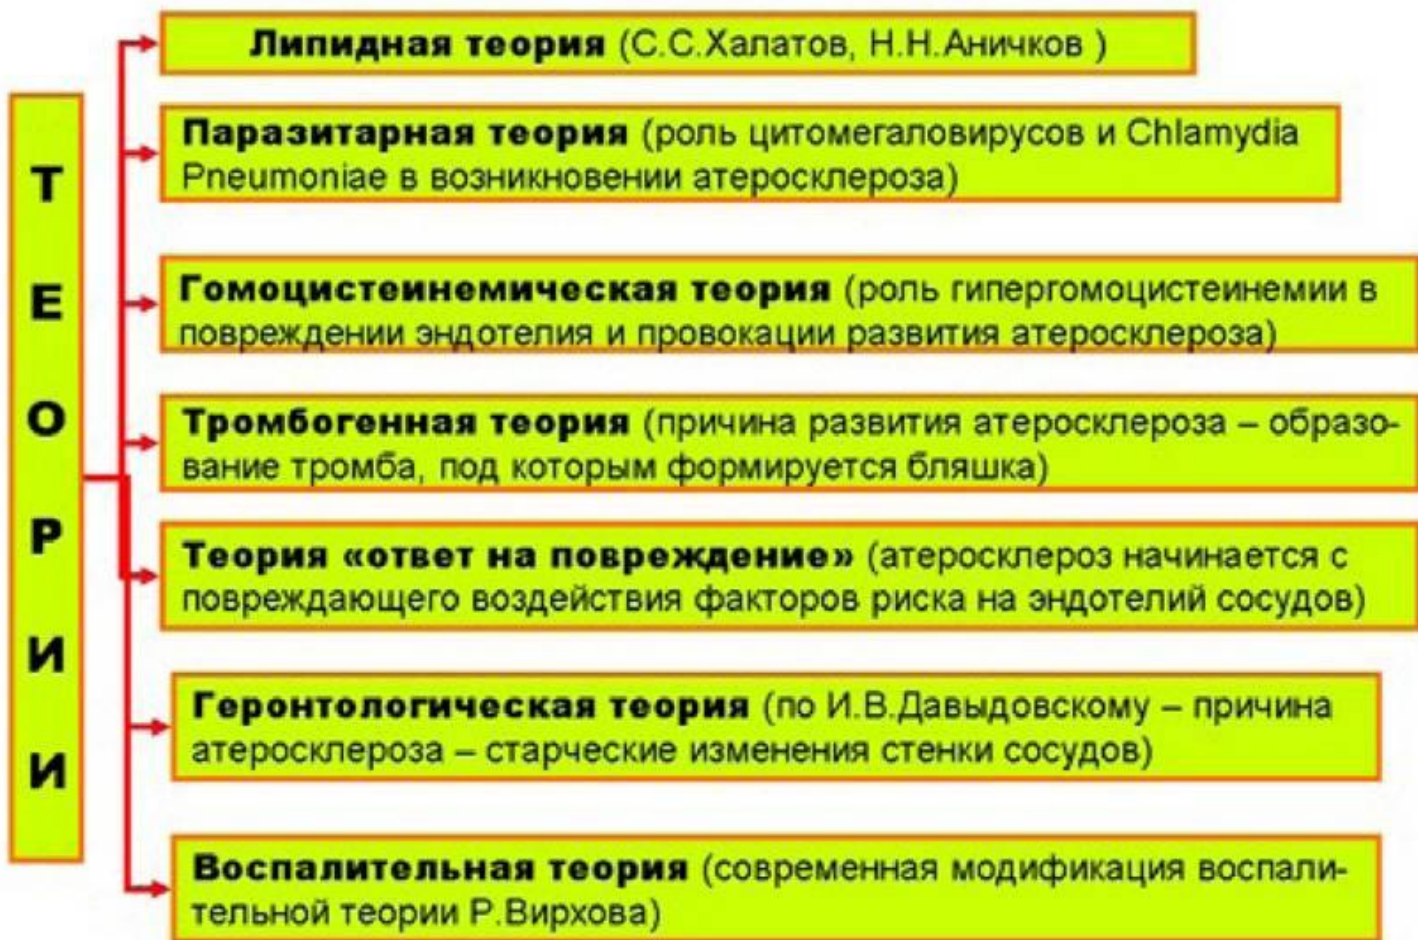 ТЕОРИИ
Липидная теория (С.С.Халатов, Н.Н.Аничков )
Паразитарная теория (роль цитомегаловирусов и Chlamydia
Pneumoniae в возникновении атеросклероза)
Гомоцистеинемическая теория (роль гипергомоцистеинемии в
повреждении эндотелия и провокации развития атеросклероза)
Тромбогенная теория (причина развития атеросклероза – образо-
вание тромба, под которым формируется бляшка)
Теория «ответ на повреждение» (атеросклероз начинается с
повреждающего воздействия факторов риска на эндотелий сосудов)
Геронтологическая теория (по И.В.Давыдовскому – причина
атеросклероза – старческие изменения стенки сосудов)
Воспалительная теория (современная модификация воспали-
тельной теории Р.Вирхова)